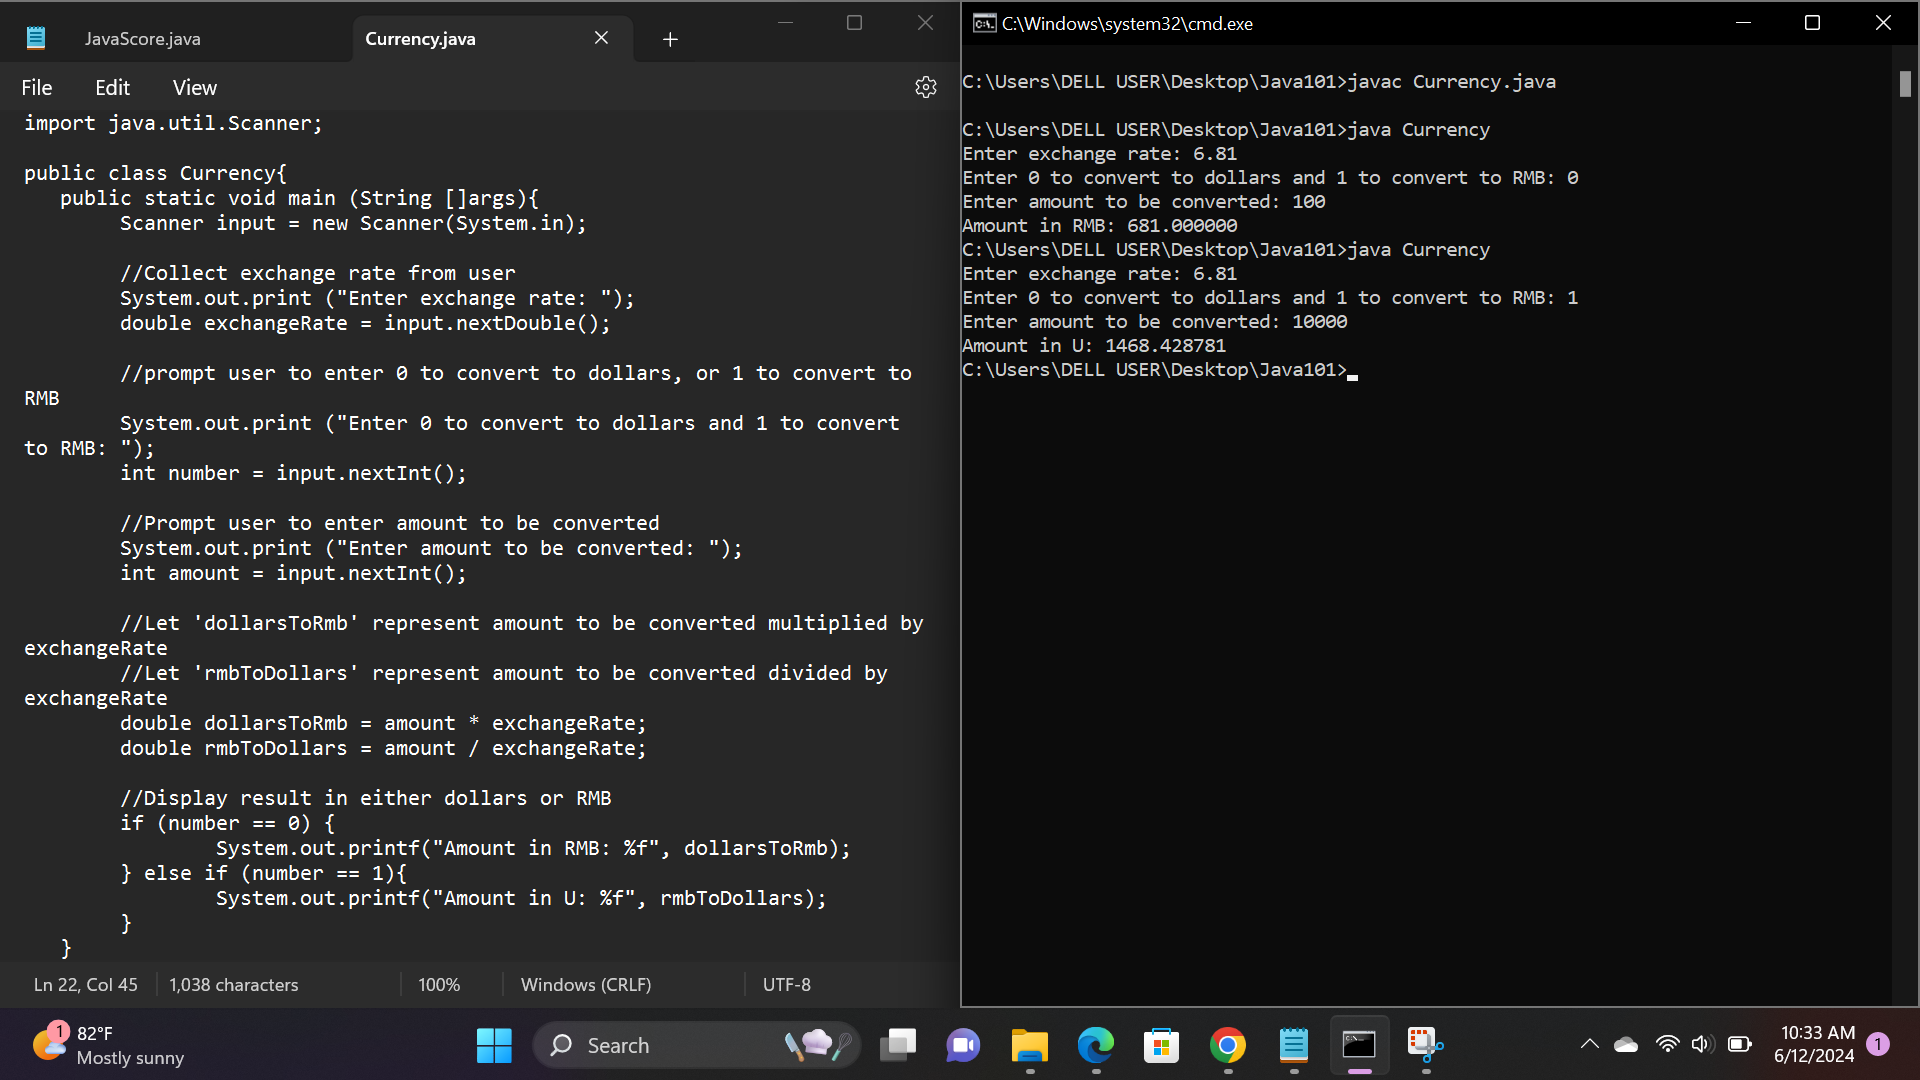 JavaScore.java
Currency.java
File Edit View
import java.util.Scanner;
public class Currency{
public static void main (String []args){
Scanner input = new Scanner(System.in);
//Collect exchange rate from user
System.out.print ("Enter exchange rate: ");
double exchangeRate = input.nextDouble();
//prompt user to enter 0 to convert to dollars, or 1 to convert to
RMB
System.out.print ("Enter 0 to convert to dollars and 1 to convert
to RMB: ");
int number = input.nextInt();
//Prompt user to enter amount to be converted
System.out.print ("Enter amount to be converted: ");
int amount = input.nextInt();
//Let 'dollarsToRmb' represent amount to be converted multiplied by
exchangeRate
//Let 'rmbToDollars' represent amount to be converted divided by
exchangeRate
double dollarsToRmb = amount * exchangeRate;
double rmbToDollars = amount / exchangeRate;
//Display result in either dollars or RMB
if (number == 0) {
System.out.printf("Amount in RMB: %f", dollarsToRmb);
} else if (number == 1){
System.out.printf("Amount in U: %f", rmbToDollars);
}
}
Ln 22, Col 45 1,038 characters 100% Windows (CRLF) UTF-8
C:\Windows\system32\cmd.exe
C:\Users\DELL USER\Desktop\Java101>javac Currency.java
C:\Users\DELL USER\Desktop\Java101>java Currency
Enter exchange rate: 6.81
Enter 0 to convert to dollars and 1 to convert to RMB: 0
Enter amount to be converted: 100
Amount in RMB: 681.000000
C:\Users\DELL USER\Desktop\Java101>java Currency
Enter exchange rate: 6.81
Enter 0 to convert to dollars and 1 to convert to RMB: 1
Enter amount to be converted: 10000
Amount in U: 1468.428781
C:\Users\DELL USER\Desktop\Java101>
1
82°F
Mostly sunny
Search
10:33 AM
6/12/2024
1